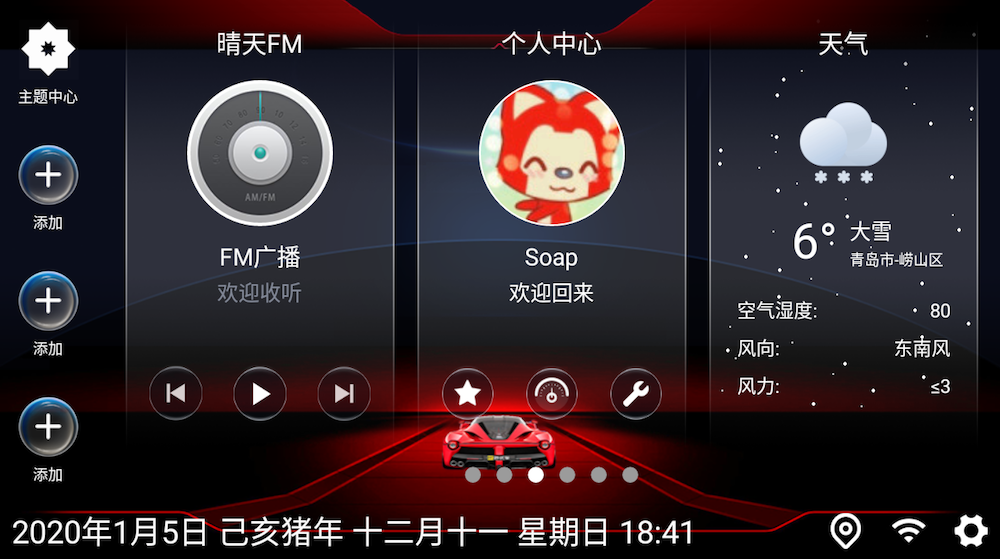 主题中心
添加
添加
添加
晴天FM
AM/FM
FM广播
欢迎收听
个人中心
Soap
欢迎回来
天气
6° 大雪
青岛市-崂山区
空气湿度: 80
风向: 东南风
风力: ≤3
2020年1月5日 己亥猪年 十二月十一 星期日 18:41